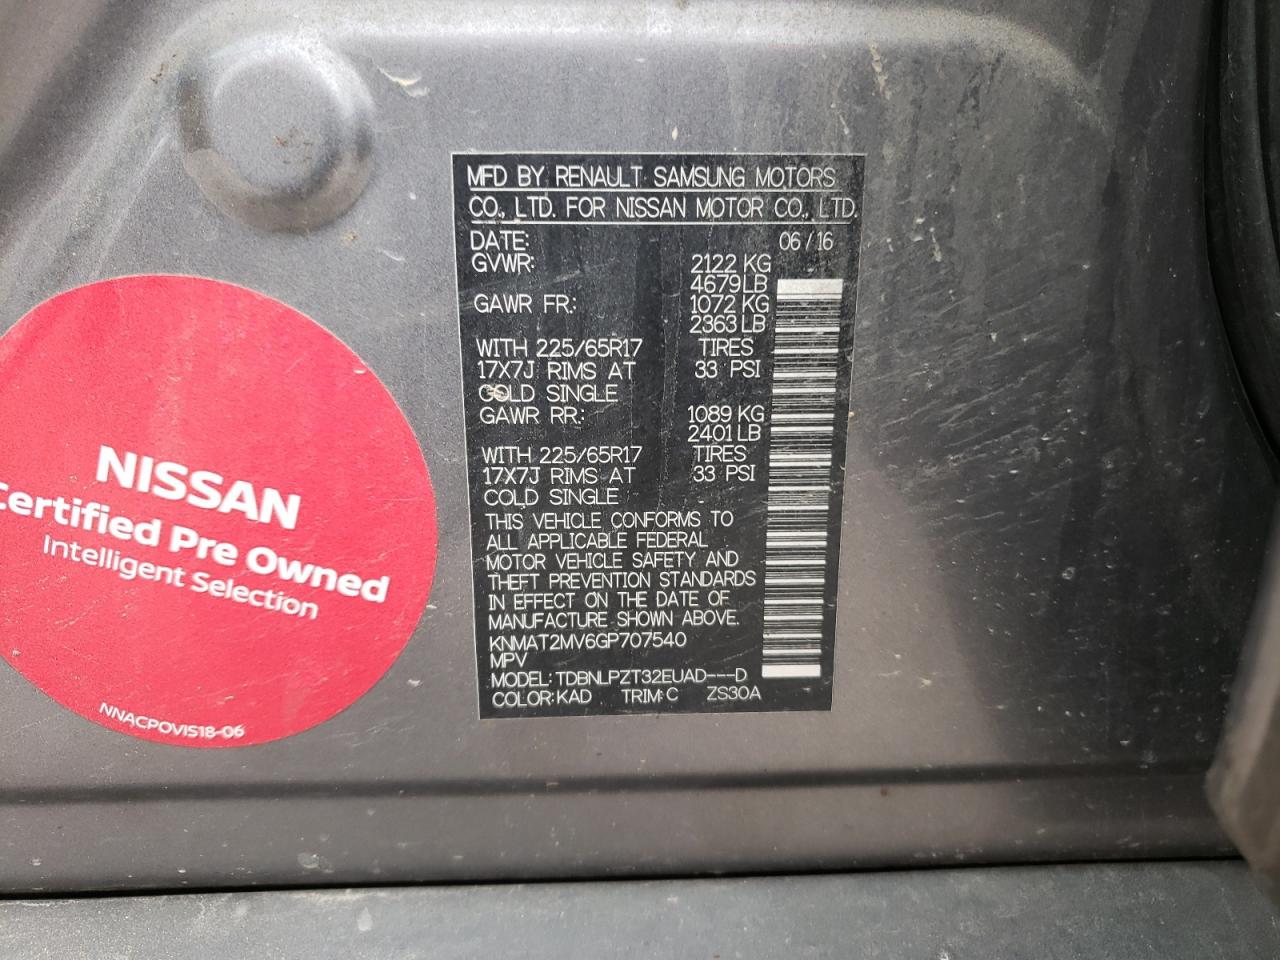 MFD BY RENAULT SAMSUNG MOTORS
CO., LTD. FOR NISSAN MOTOR CO., LTD.
DATE: 06/16
GVWR: 2122 KG
4679 LB
GAWR FR.: 1072 KG
2363 LB
WITH 225/65R17 TIRES
17X7J RIMS AT 33 PSI
COLD SINGLE
GAWR RR.: 1089 KG
2401 LB
WITH 225/65R17 TIRES
17X7J RIMS AT 33 PSI
COLD SINGLE
THIS VEHICLE CONFORMS TO
ALL APPLICABLE FEDERAL
MOTOR VEHICLE SAFETY AND
THEFT PREVENTION STANDARDS
IN EFFECT ON THE DATE OF
MANUFACTURE SHOWN ABOVE.
KNMAT2MV6GP707540
MPV
MODEL: TDBNLPZT32EUAD---D
COLOR: KAD TRIM: C ZS30A
NISSAN
Certified Pre Owned
Intelligent Selection
NNACPOVIS18-06